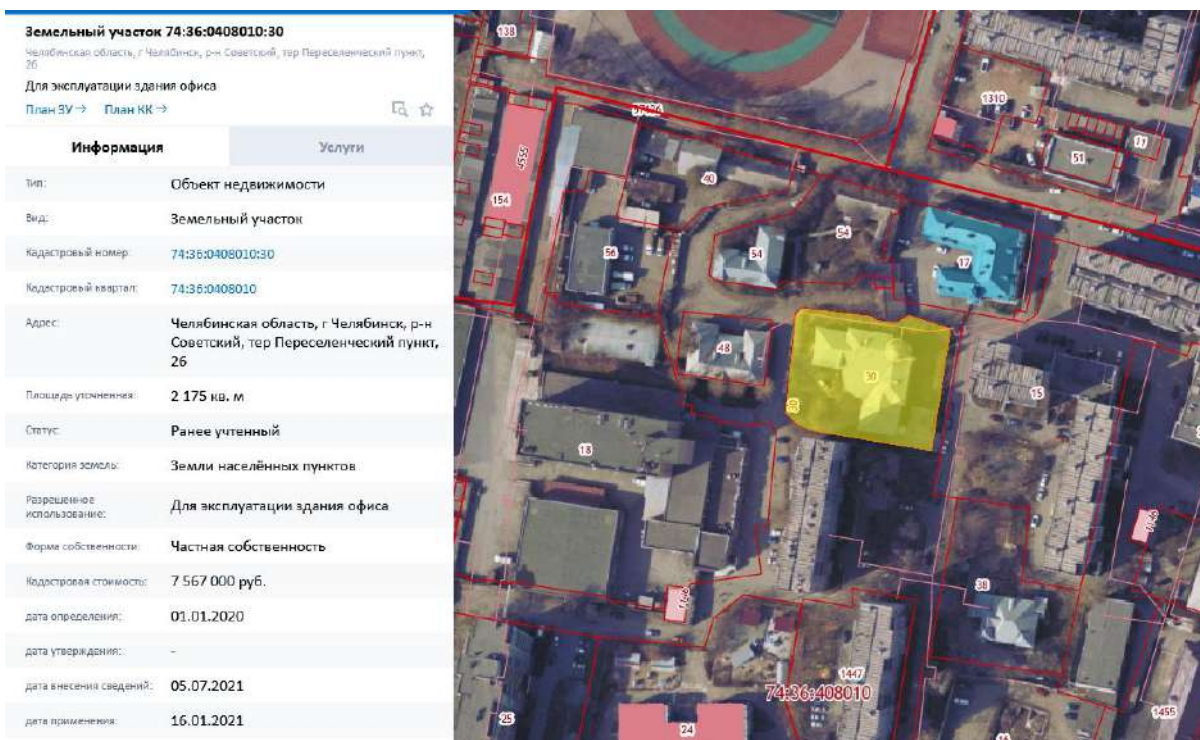 Земельный участок 74:36:0408010:30
Челябинская область, г Челябинск, р-н Советский, тер Переселенческий пункт,
26
Для эксплуатации здания офиса
План ЗУ → План КК →
Информация Услуги
Тип: Объект недвижимости
Вид: Земельный участок
Кадастровый номер: 74:36:0408010:30
Кадастровый квартал: 74:36:0408010
Адрес: Челябинская область, г Челябинск, р-н
Советский, тер Переселенческий пункт,
26
Площадь уточненная: 2 175 кв. м
Статус: Ранее учтенный
Категория земель: Земли населённых пунктов
Разрешенное
использование: Для эксплуатации здания офиса
Форма собственности: Частная собственность
Кадастровая стоимость: 7 567 000 руб.
дата определения: 01.01.2020
дата утверждения: -
дата внесения сведений: 05.07.2021
дата применения: 16.01.2021
138
1310
4555
51
11
40
154
54
54
56
17
48
30
30
15
18
38
1447
74:36:408010
1455
25
24